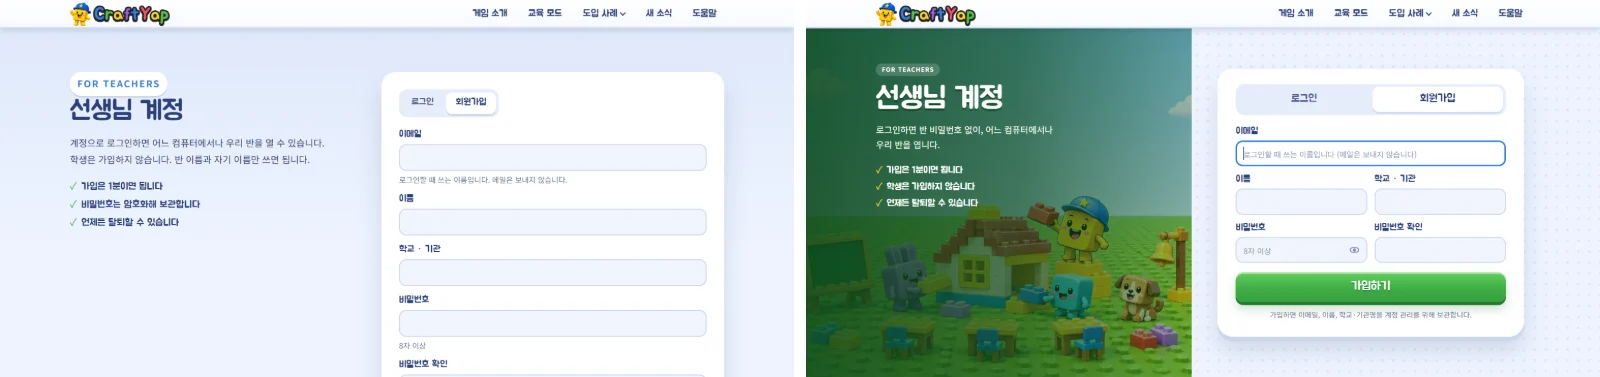 CraftYap
게임 소개 교육 모드 도입 사례 새 소식 도움말
FOR TEACHERS
선생님 계정
계정으로 로그인하면 어느 컴퓨터에서나 우리 반을 열 수 있습니다.
학생은 가입하지 않습니다. 반 이름과 자기 이름만 쓰면 됩니다.
✓ 가입은 1분이면 됩니다
✓ 비밀번호는 암호화해 보관합니다
✓ 언제든 탈퇴할 수 있습니다
로그인 회원가입
이메일
로그인할 때 쓰는 이름입니다. 메일은 보내지 않습니다.
이름
학교 · 기관
비밀번호
8자 이상
비밀번호 확인
CraftYap
게임 소개 교육 모드 도입 사례 새 소식 도움말
FOR TEACHERS
선생님 계정
로그인하면 반 비밀번호 없이, 어느 컴퓨터에서나
우리 반을 엽니다.
✓ 가입은 1분이면 됩니다
✓ 학생은 가입하지 않습니다
✓ 언제든 탈퇴할 수 있습니다
로그인 회원가입
이메일
로그인할 때 쓰는 이름입니다 (메일은 보내지 않습니다)
이름 학교 · 기관
비밀번호 비밀번호 확인
8자 이상
가입하기
가입하면 이메일, 이름, 학교·기관명을 계정 관리를 위해 보관합니다.